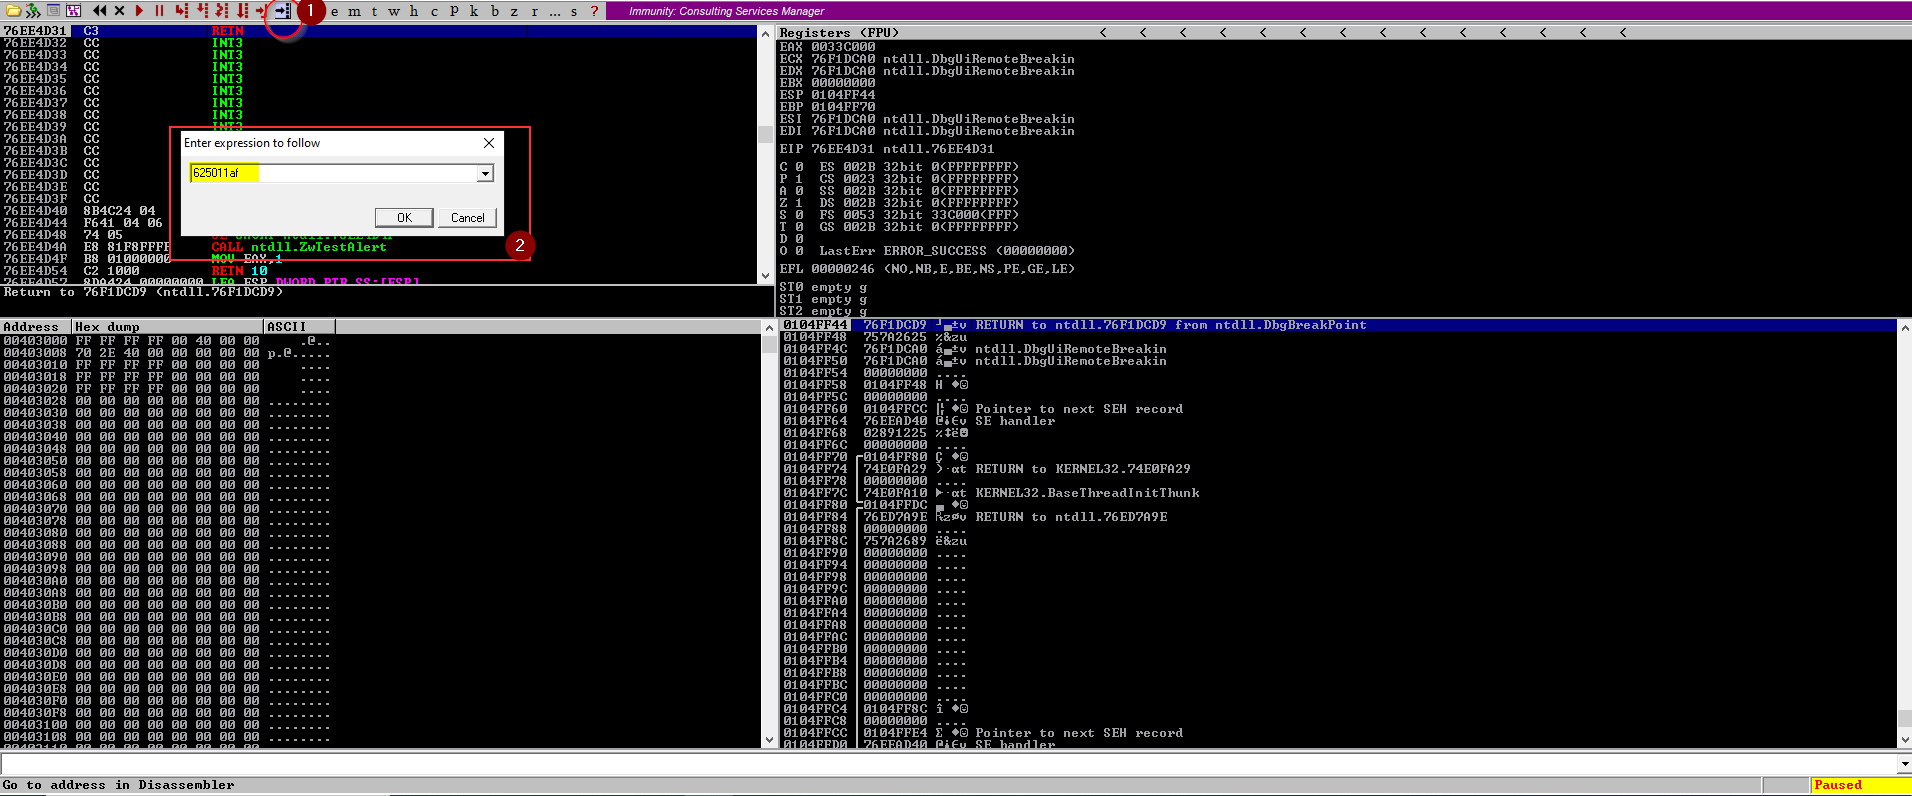 1 e m t w h c p k b z r ... s ? Immunity: Consulting Services Manager
76EE4D31 C3 RETN
76EE4D32 CC INT3
76EE4D33 CC INT3
76EE4D34 CC INT3
76EE4D35 CC INT3
76EE4D36 CC INT3
76EE4D37 CC INT3
76EE4D38 CC INT3
76EE4D39 CC INT3
76EE4D3A CC
76EE4D3B CC
76EE4D3C CC
76EE4D3D CC
76EE4D3E CC
76EE4D3F CC
76EE4D40 8B4C24 04
76EE4D44 F641 04 06
76EE4D48 74 05
76EE4D4A E8 81F8FFFF CALL ntdll.ZwTestAlert
76EE4D4F B8 01000000 MOV EAX,1
76EE4D54 C2 1000 RETN 10
76EE4D57 8DA424 00000000 LEA ESP,DWORD PTR SS:[ESP]
Enter expression to follow
625011af
OK Cancel
2
Return to 76F1DCD9 (ntdll.76F1DCD9)
Registers (FPU) < < < < < < < < < < < < < <
EAX 0033C000
ECX 76F1DCA0 ntdll.DbgUiRemoteBreakin
EDX 76F1DCA0 ntdll.DbgUiRemoteBreakin
EBX 00000000
ESP 0104FF44
EBP 0104FF70
ESI 76F1DCA0 ntdll.DbgUiRemoteBreakin
EDI 76F1DCA0 ntdll.DbgUiRemoteBreakin
EIP 76EE4D31 ntdll.76EE4D31
C 0 ES 002B 32bit 0(FFFFFFFF)
P 1 CS 0023 32bit 0(FFFFFFFF)
A 0 SS 002B 32bit 0(FFFFFFFF)
Z 1 DS 002B 32bit 0(FFFFFFFF)
S 0 FS 0053 32bit 33C000(FFF)
T 0 GS 002B 32bit 0(FFFFFFFF)
D 0
O 0 LastErr ERROR_SUCCESS (00000000)
EFL 00000246 (NO,NB,E,BE,NS,PE,GE,LE)
ST0 empty g
ST1 empty g
ST2 empty g
Address Hex dump ASCII
00403000 FF FF FF FF 00 40 00 00 .@..
00403008 70 2E 40 00 00 00 00 00 p.@.....
00403010 FF FF FF FF 00 00 00 00 ....
00403018 FF FF FF FF 00 00 00 00 ....
00403020 FF FF FF FF 00 00 00 00 ....
00403028 00 00 00 00 00 00 00 00 ........
00403030 00 00 00 00 00 00 00 00 ........
00403038 00 00 00 00 00 00 00 00 ........
00403040 00 00 00 00 00 00 00 00 ........
00403048 00 00 00 00 00 00 00 00 ........
00403050 00 00 00 00 00 00 00 00 ........
00403058 00 00 00 00 00 00 00 00 ........
00403060 00 00 00 00 00 00 00 00 ........
00403068 00 00 00 00 00 00 00 00 ........
00403070 00 00 00 00 00 00 00 00 ........
00403078 00 00 00 00 00 00 00 00 ........
00403080 00 00 00 00 00 00 00 00 ........
00403088 00 00 00 00 00 00 00 00 ........
00403090 00 00 00 00 00 00 00 00 ........
00403098 00 00 00 00 00 00 00 00 ........
004030A0 00 00 00 00 00 00 00 00 ........
004030A8 00 00 00 00 00 00 00 00 ........
004030B0 00 00 00 00 00 00 00 00 ........
004030B8 00 00 00 00 00 00 00 00 ........
004030C0 00 00 00 00 00 00 00 00 ........
004030C8 00 00 00 00 00 00 00 00 ........
004030D0 00 00 00 00 00 00 00 00 ........
004030D8 00 00 00 00 00 00 00 00 ........
004030E0 00 00 00 00 00 00 00 00 ........
004030E8 00 00 00 00 00 00 00 00 ........
004030F0 00 00 00 00 00 00 00 00 ........
004030F8 00 00 00 00 00 00 00 00 ........
00403100 00 00 00 00 00 00 00 00 ........
00403108 00 00 00 00 00 00 00 00 ........
0104FF44 76F1DCD9 RETURN to ntdll.76F1DCD9 from ntdll.DbgBreakPoint
0104FF48 757A2625 %&zu
0104FF4C 76F1DCA0 ntdll.DbgUiRemoteBreakin
0104FF50 76F1DCA0 ntdll.DbgUiRemoteBreakin
0104FF54 00000000 ....
0104FF58 0104FF48 H
0104FF5C 00000000 ....
0104FF60 0104FFCC Pointer to next SEH record
0104FF64 76EEAD40 SE handler
0104FF68 02891225
0104FF6C 00000000 ....
0104FF70 0104FF80
0104FF74 74E0FA29 RETURN to KERNEL32.74E0FA29
0104FF78 00000000 ....
0104FF7C 74E0FA10 KERNEL32.BaseThreadInitThunk
0104FF80 0104FFDC
0104FF84 76ED7A9E RETURN to ntdll.76ED7A9E
0104FF88 00000000 ....
0104FF8C 757A2689 ë&zu
0104FF90 00000000 ....
0104FF94 00000000 ....
0104FF98 00000000 ....
0104FF9C 00000000 ....
0104FFA0 00000000 ....
0104FFA4 00000000 ....
0104FFA8 00000000 ....
0104FFAC 00000000 ....
0104FFB0 00000000 ....
0104FFB4 00000000 ....
0104FFB8 00000000 ....
0104FFBC 00000000 ....
0104FFC0 00000000 ....
0104FFC4 0104FF8C
0104FFC8 00000000 ....
0104FFCC 0104FFE4 Pointer to next SEH record
0104FFD0 76EEAD40 SE handler
Go to address in Disassembler
Paused